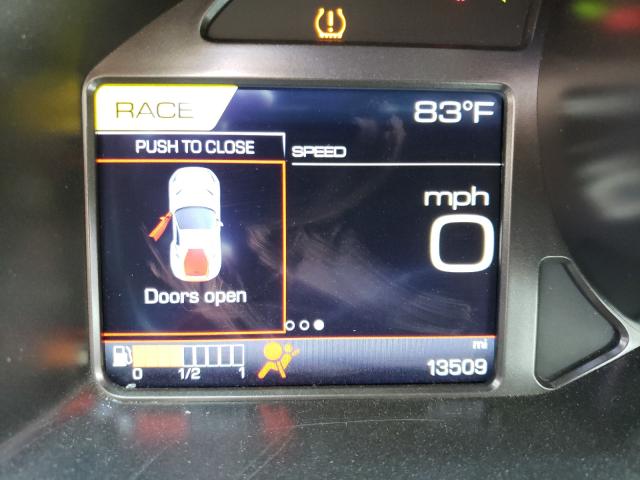 RACE
83°F
PUSH TO CLOSE
SPEED
mph
0
Doors open
mi
0 1/2 1
13509